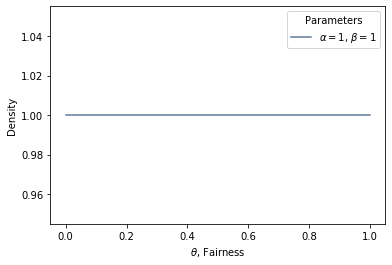 Parameters
α = 1, β = 1
1.04
1.02
1.00
0.98
0.96
Density
0.0 0.2 0.4 0.6 0.8 1.0
θ, Fairness